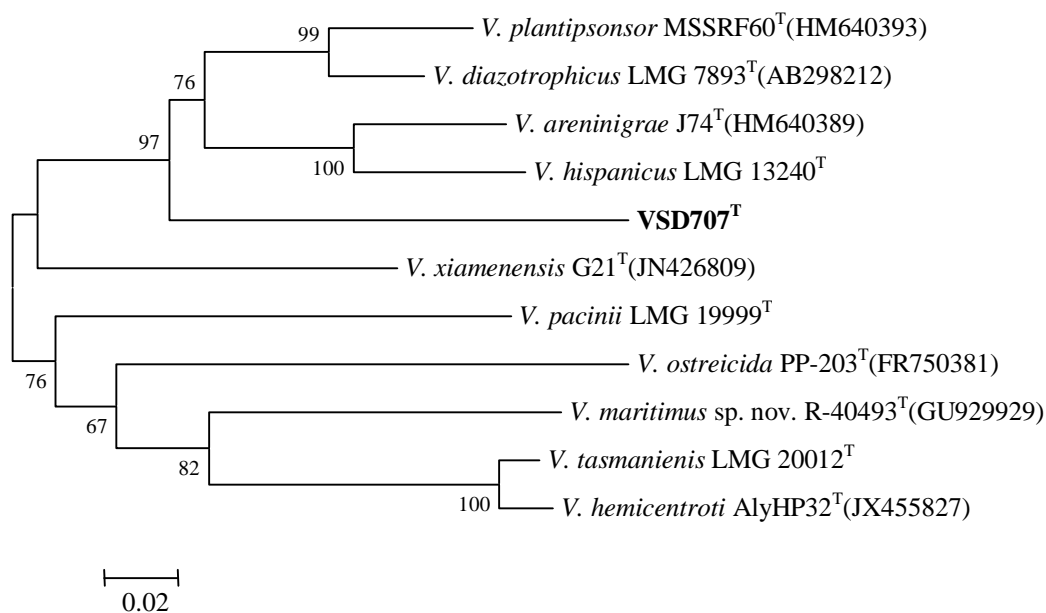 99
V. plantipsonsor MSSRF60T(HM640393)
V. diazotrophicus LMG 7893T(AB298212)
76
V. areninigrae J74T(HM640389)
97
100
V. hispanicus LMG 13240T
VSD707T
V. xiamenensis G21T(JN426809)
V. pacinii LMG 19999T
76
V. ostreicida PP-203T(FR750381)
67
V. maritimus sp. nov. R-40493T(GU929929)
82
V. tasmanienis LMG 20012T
100
V. hemicentroti AlyHP32T(JX455827)
0.02